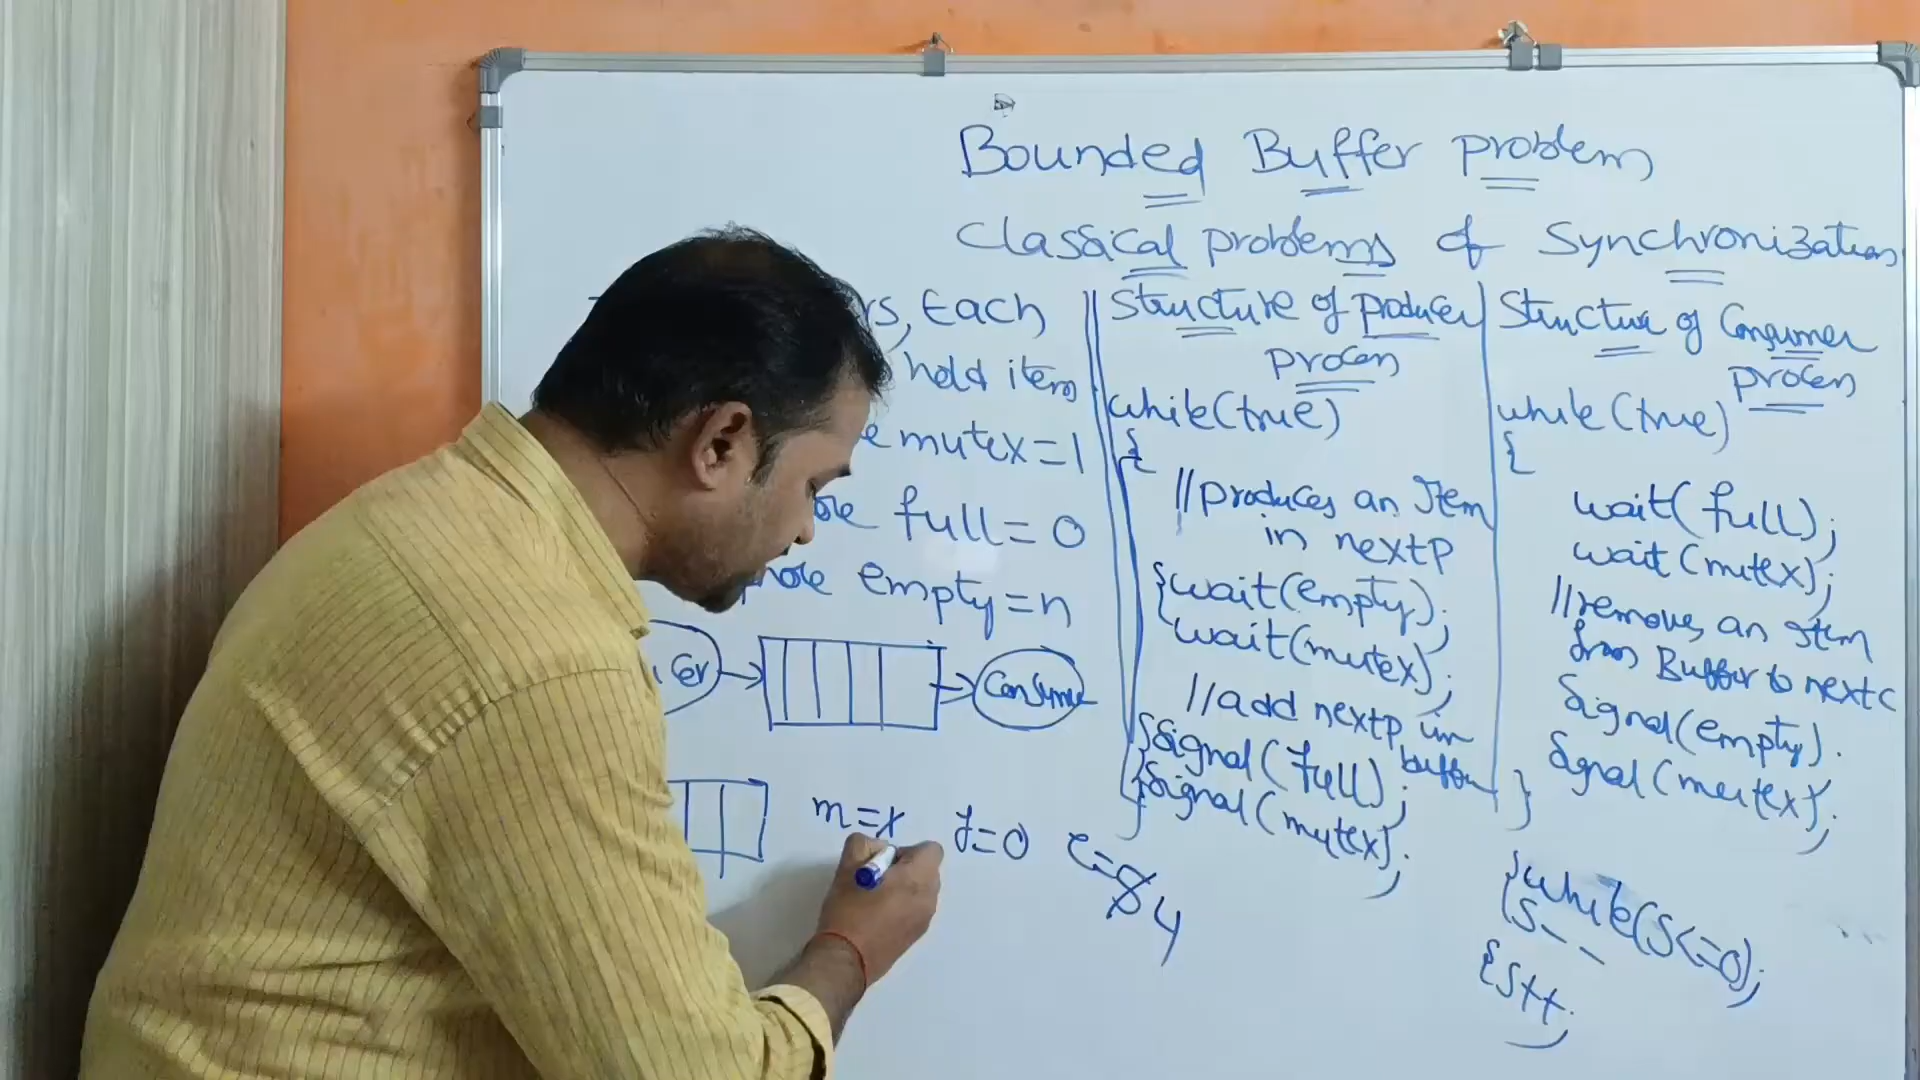 Bounded Buffer problem
Classical problems of Synchronization
rs, Each
hold item
mutex=1
full=0
empty=n
Consume
m=1 f=0 e=5 4
Structure of producer
process
while(true)
{
//produces an Item
in nextp
{wait(empty);
wait(mutex);
//add nextp in
buffer
{signal(full);
}signal(mutex);
}
Structure of Consumer
process
while(true)
{
wait(full);
wait(mutex);
//remove an Item
from Buffer to nextc
signal(empty).
signal(mutex);
}
{while(S<=0);
S--
{S++;